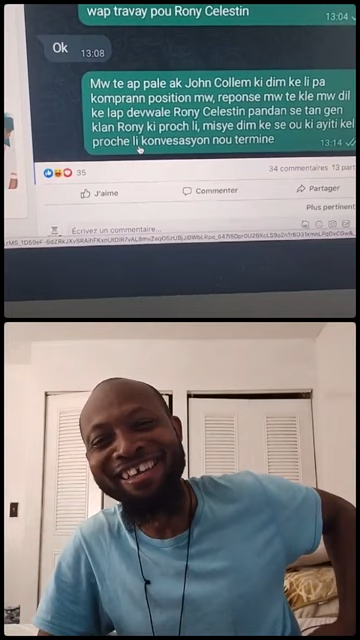 wap travay pou Rony Celestin
13:04
Ok
13:08
Mw te ap pale ak John Collem ki dim ke li pa
komprann position mw, reponse mw te kle mw dil
ke lap devwale Rony Celestin pandan se tan gen
klan Rony ki proch li, misye dim ke se ou ki ayiti kel
proche li konvesasyon nou termine
13:14
35
34 commentaires 13 part
J'aime
Commenter
Partager
Plus pertinent
Écrivez un commentaire...